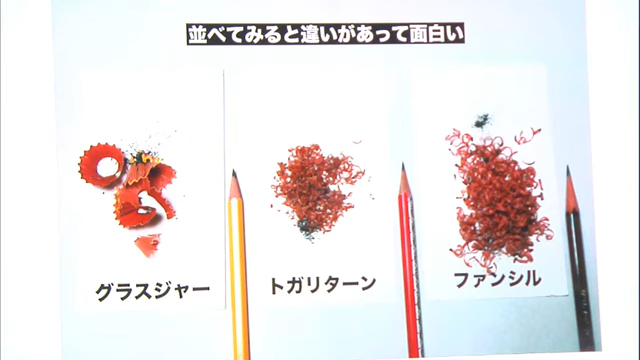 並べてみると違いがあって面白い
グラスジャー
トガリターン
ファンシル